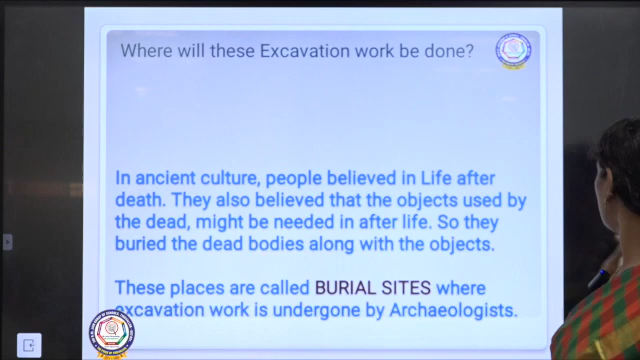 Where will these Excavation work be done?
In ancient culture, people believed in Life after
death. They also believed that the objects used by
the dead, might be needed in after life. So they
buried the dead bodies along with the objects.
These places are called BURIAL SITES where
excavation work is undergone by Archaeologists.